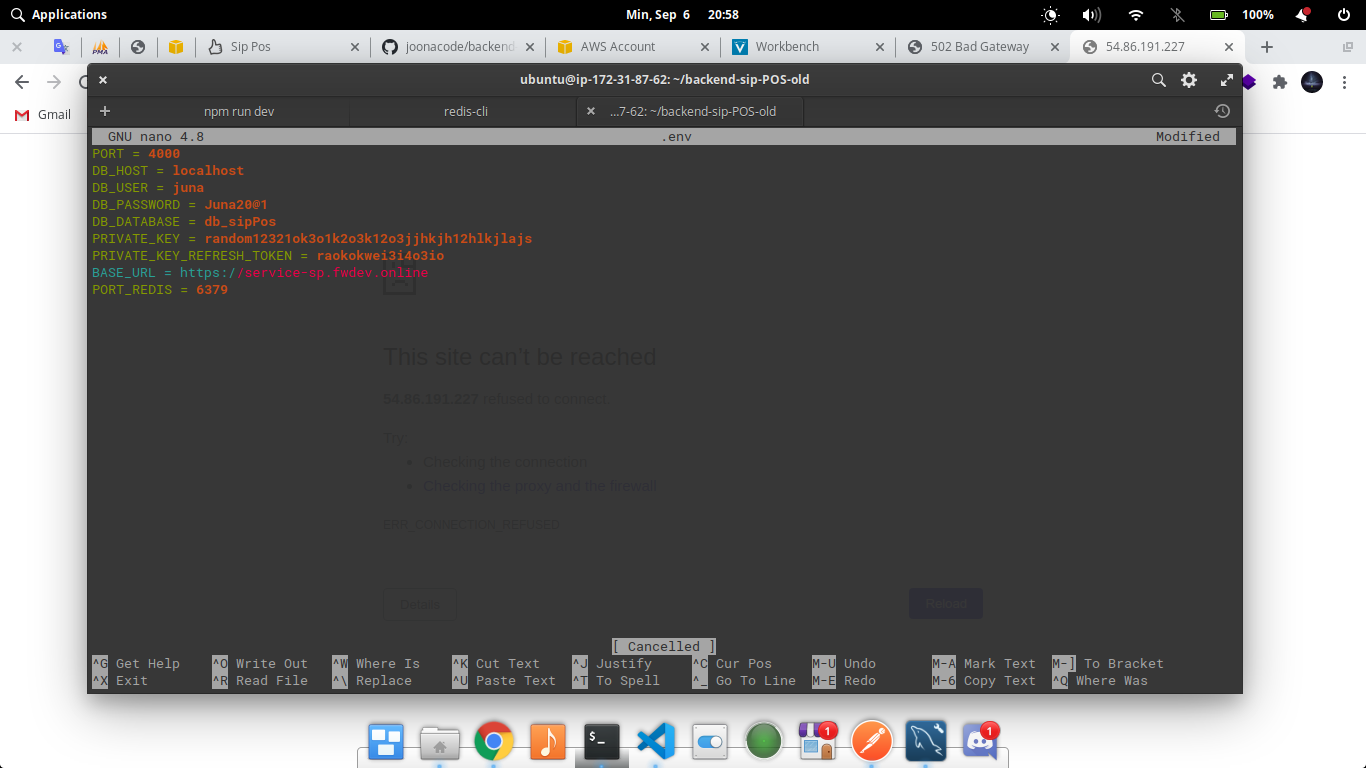 Applications
Min, Sep 6 20:58
100%
PMA
Sip Pos
joonacode/backend
AWS Account
Workbench
502 Bad Gateway
54.86.191.227
Gmail
ubuntu@ip-172-31-87-62: ~/backend-sip-POS-old
npm run dev
redis-cli
...7-62: ~/backend-sip-POS-old
GNU nano 4.8 .env Modified
PORT = 4000
DB_HOST = localhost
DB_USER = juna
DB_PASSWORD = Juna20@1
DB_DATABASE = db_sipPos
PRIVATE_KEY = random12321ok3o1k2o3k12o3jjhkjh12hlkjlajs
PRIVATE_KEY_REFRESH_TOKEN = raokokwei3i4o3io
BASE_URL = https://service-sp.fwdev.online
PORT_REDIS = 6379
This site can't be reached
54.86.191.227 refused to connect.
Try:
• Checking the connection
• Checking the proxy and the firewall
ERR_CONNECTION_REFUSED
Details
Reload
[ Cancelled ]
^G Get Help ^O Write Out ^W Where Is ^K Cut Text ^J Justify ^C Cur Pos M-U Undo M-A Mark Text M-] To Bracket
^X Exit ^R Read File ^\ Replace ^U Paste Text ^T To Spell ^_ Go To Line M-E Redo M-6 Copy Text ^Q Where Was
$_
1
1